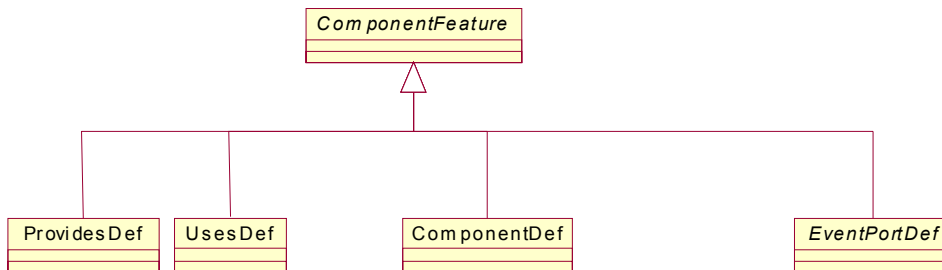 ComponentFeature
ProvidesDef
UsesDef
ComponentDef
EventPortDef